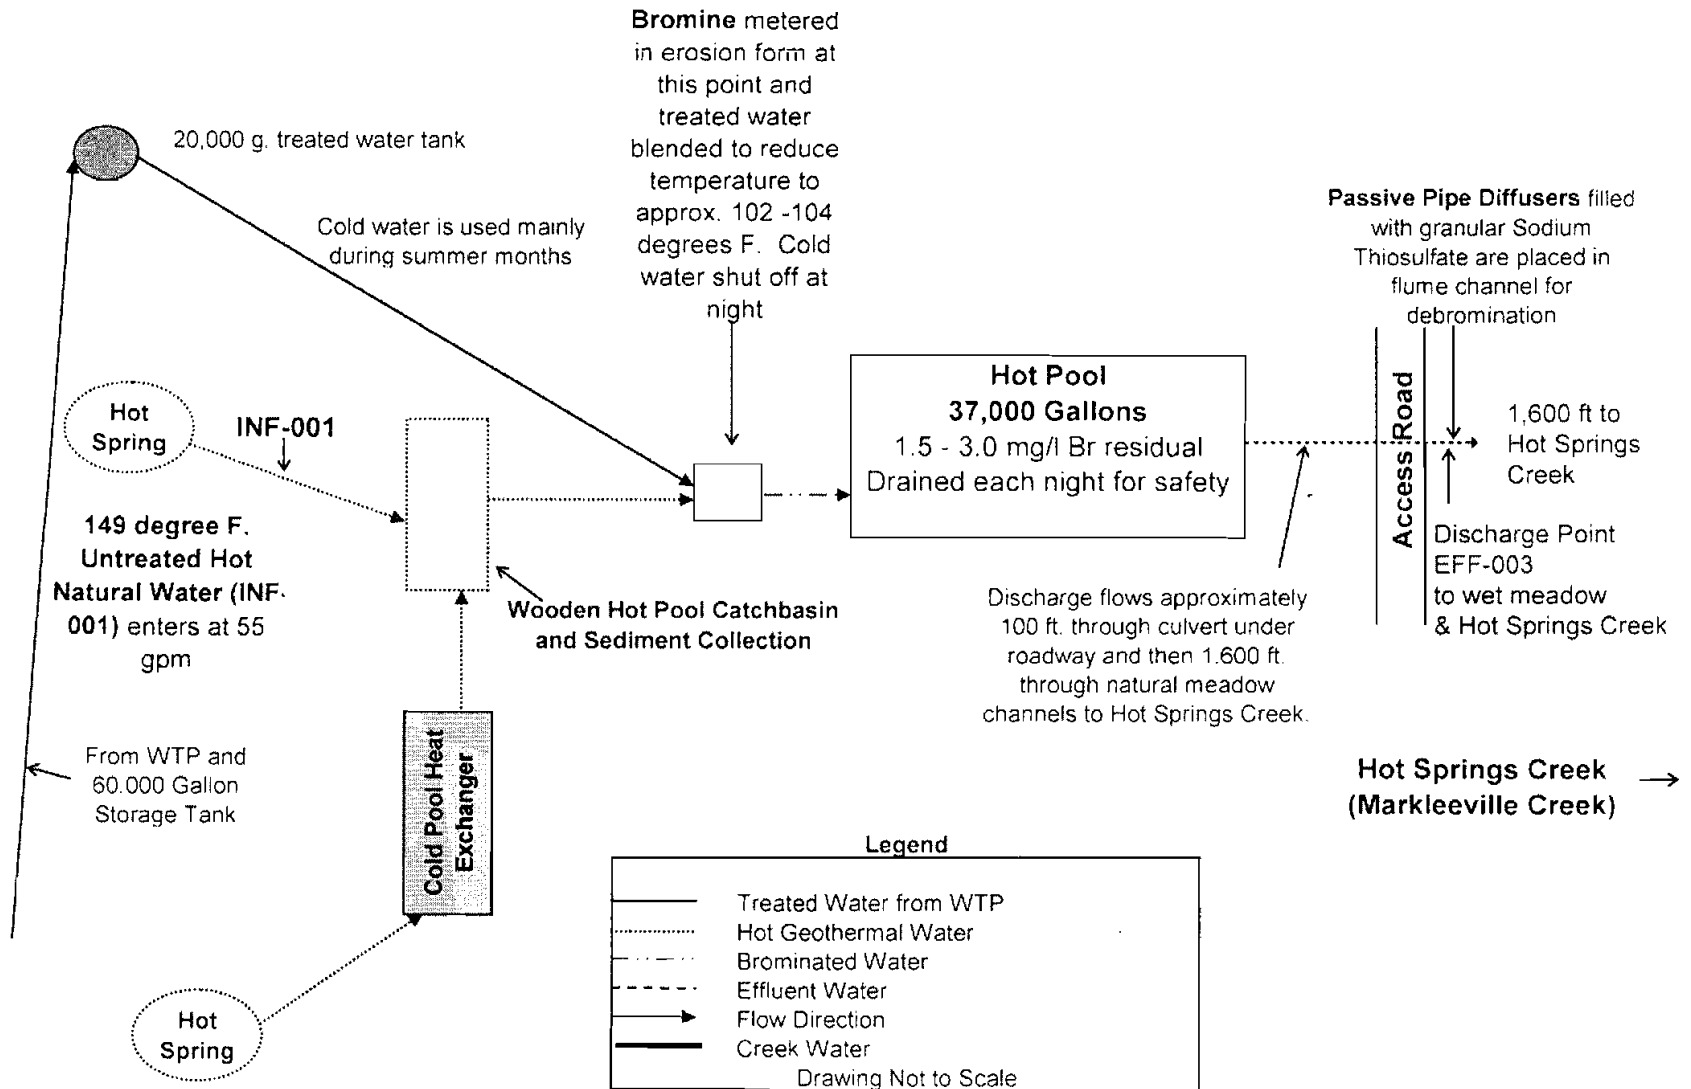 Bromine metered
in erosion form at
this point and
treated water
blended to reduce
temperature to
approx. 102 -104
degrees F. Cold
water shut off at
night
20,000 g. treated water tank
Cold water is used mainly
during summer months
Passive Pipe Diffusers filled
with granular Sodium
Thiosulfate are placed in
flume channel for
debromination
Hot
Spring
INF-001
149 degree F.
Untreated Hot
Natural Water (INF-
001) enters at 55
gpm
Wooden Hot Pool Catchbasin
and Sediment Collection
Hot Pool
37,000 Gallons
1.5 - 3.0 mg/l Br residual
Drained each night for safety
Access Road
1,600 ft to
Hot Springs
Creek
Discharge Point
EFF-003
to wet meadow
& Hot Springs Creek
Discharge flows approximately
100 ft. through culvert under
roadway and then 1.600 ft.
through natural meadow
channels to Hot Springs Creek.
From WTP and
60.000 Gallon
Storage Tank
Cold Pool Heat
Exchanger
Hot Springs Creek
(Markleeville Creek)
Hot
Spring
Legend
Treated Water from WTP
Hot Geothermal Water
Brominated Water
Effluent Water
Flow Direction
Creek Water
Drawing Not to Scale